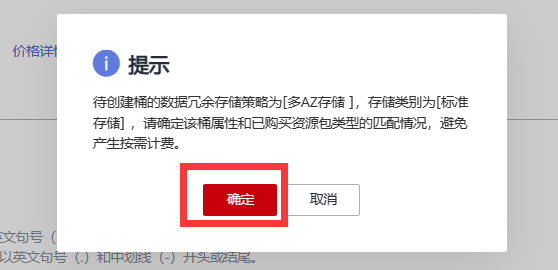 价格详情
提示
待创建桶的数据冗余存储策略为[多AZ存储 ]，存储类别为[标准
存储] ，请确定该桶属性和已购买资源包类型的匹配情况，避免
产生按需计费。
确定
取消
英文句号（
以英文句号（.）和中划线（-）开头或结尾。